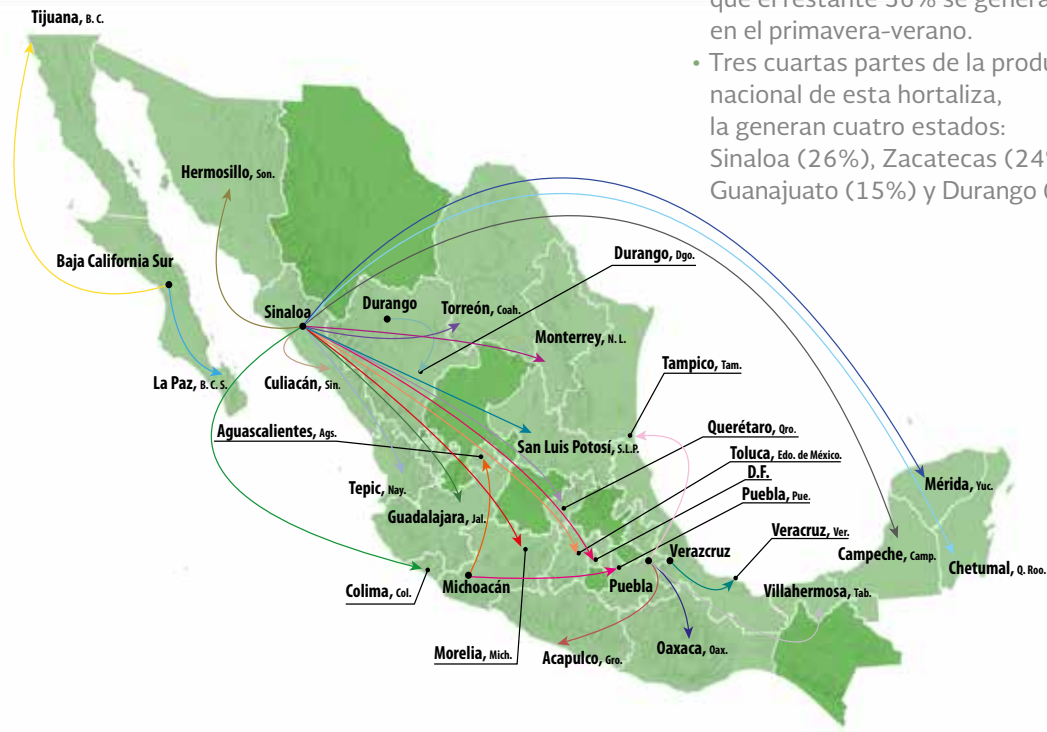 que el restante 36% se genera
en el primavera-verano.
• Tres cuartas partes de la produ
nacional de esta hortaliza,
la generan cuatro estados:
Sinaloa (26%), Zacatecas (24%
Guanajuato (15%) y Durango (
Tijuana, B. C.
Hermosillo, Son.
Baja California Sur
Durango, Dgo.
Sinaloa
Durango
Torreón, Coah.
Monterrey, N. L.
La Paz, B. C. S.
Culiacán, Sin.
Tampico, Tam.
Aguascalientes, Ags.
San Luis Potosí, S.L.P.
Querétaro, Qro.
Toluca, Edo. de México.
D.F.
Tepic, Nay.
Puebla, Pue.
Mérida, Yuc.
Guadalajara, Jal.
Veracruz, Ver.
Verazcruz
Campeche, Camp.
Chetumal, Q. Roo.
Colima, Col.
Michoacán
Puebla
Villahermosa, Tab.
Morelia, Mich.
Acapulco, Gro.
Oaxaca, Oax.